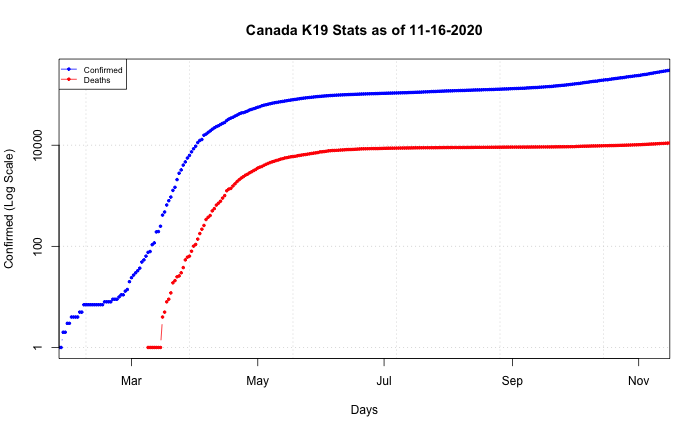 Canada K19 Stats as of 11-16-2020
Confirmed
Deaths
Confirmed (Log Scale)
10000
100
1
Mar May Jul Sep Nov
Days